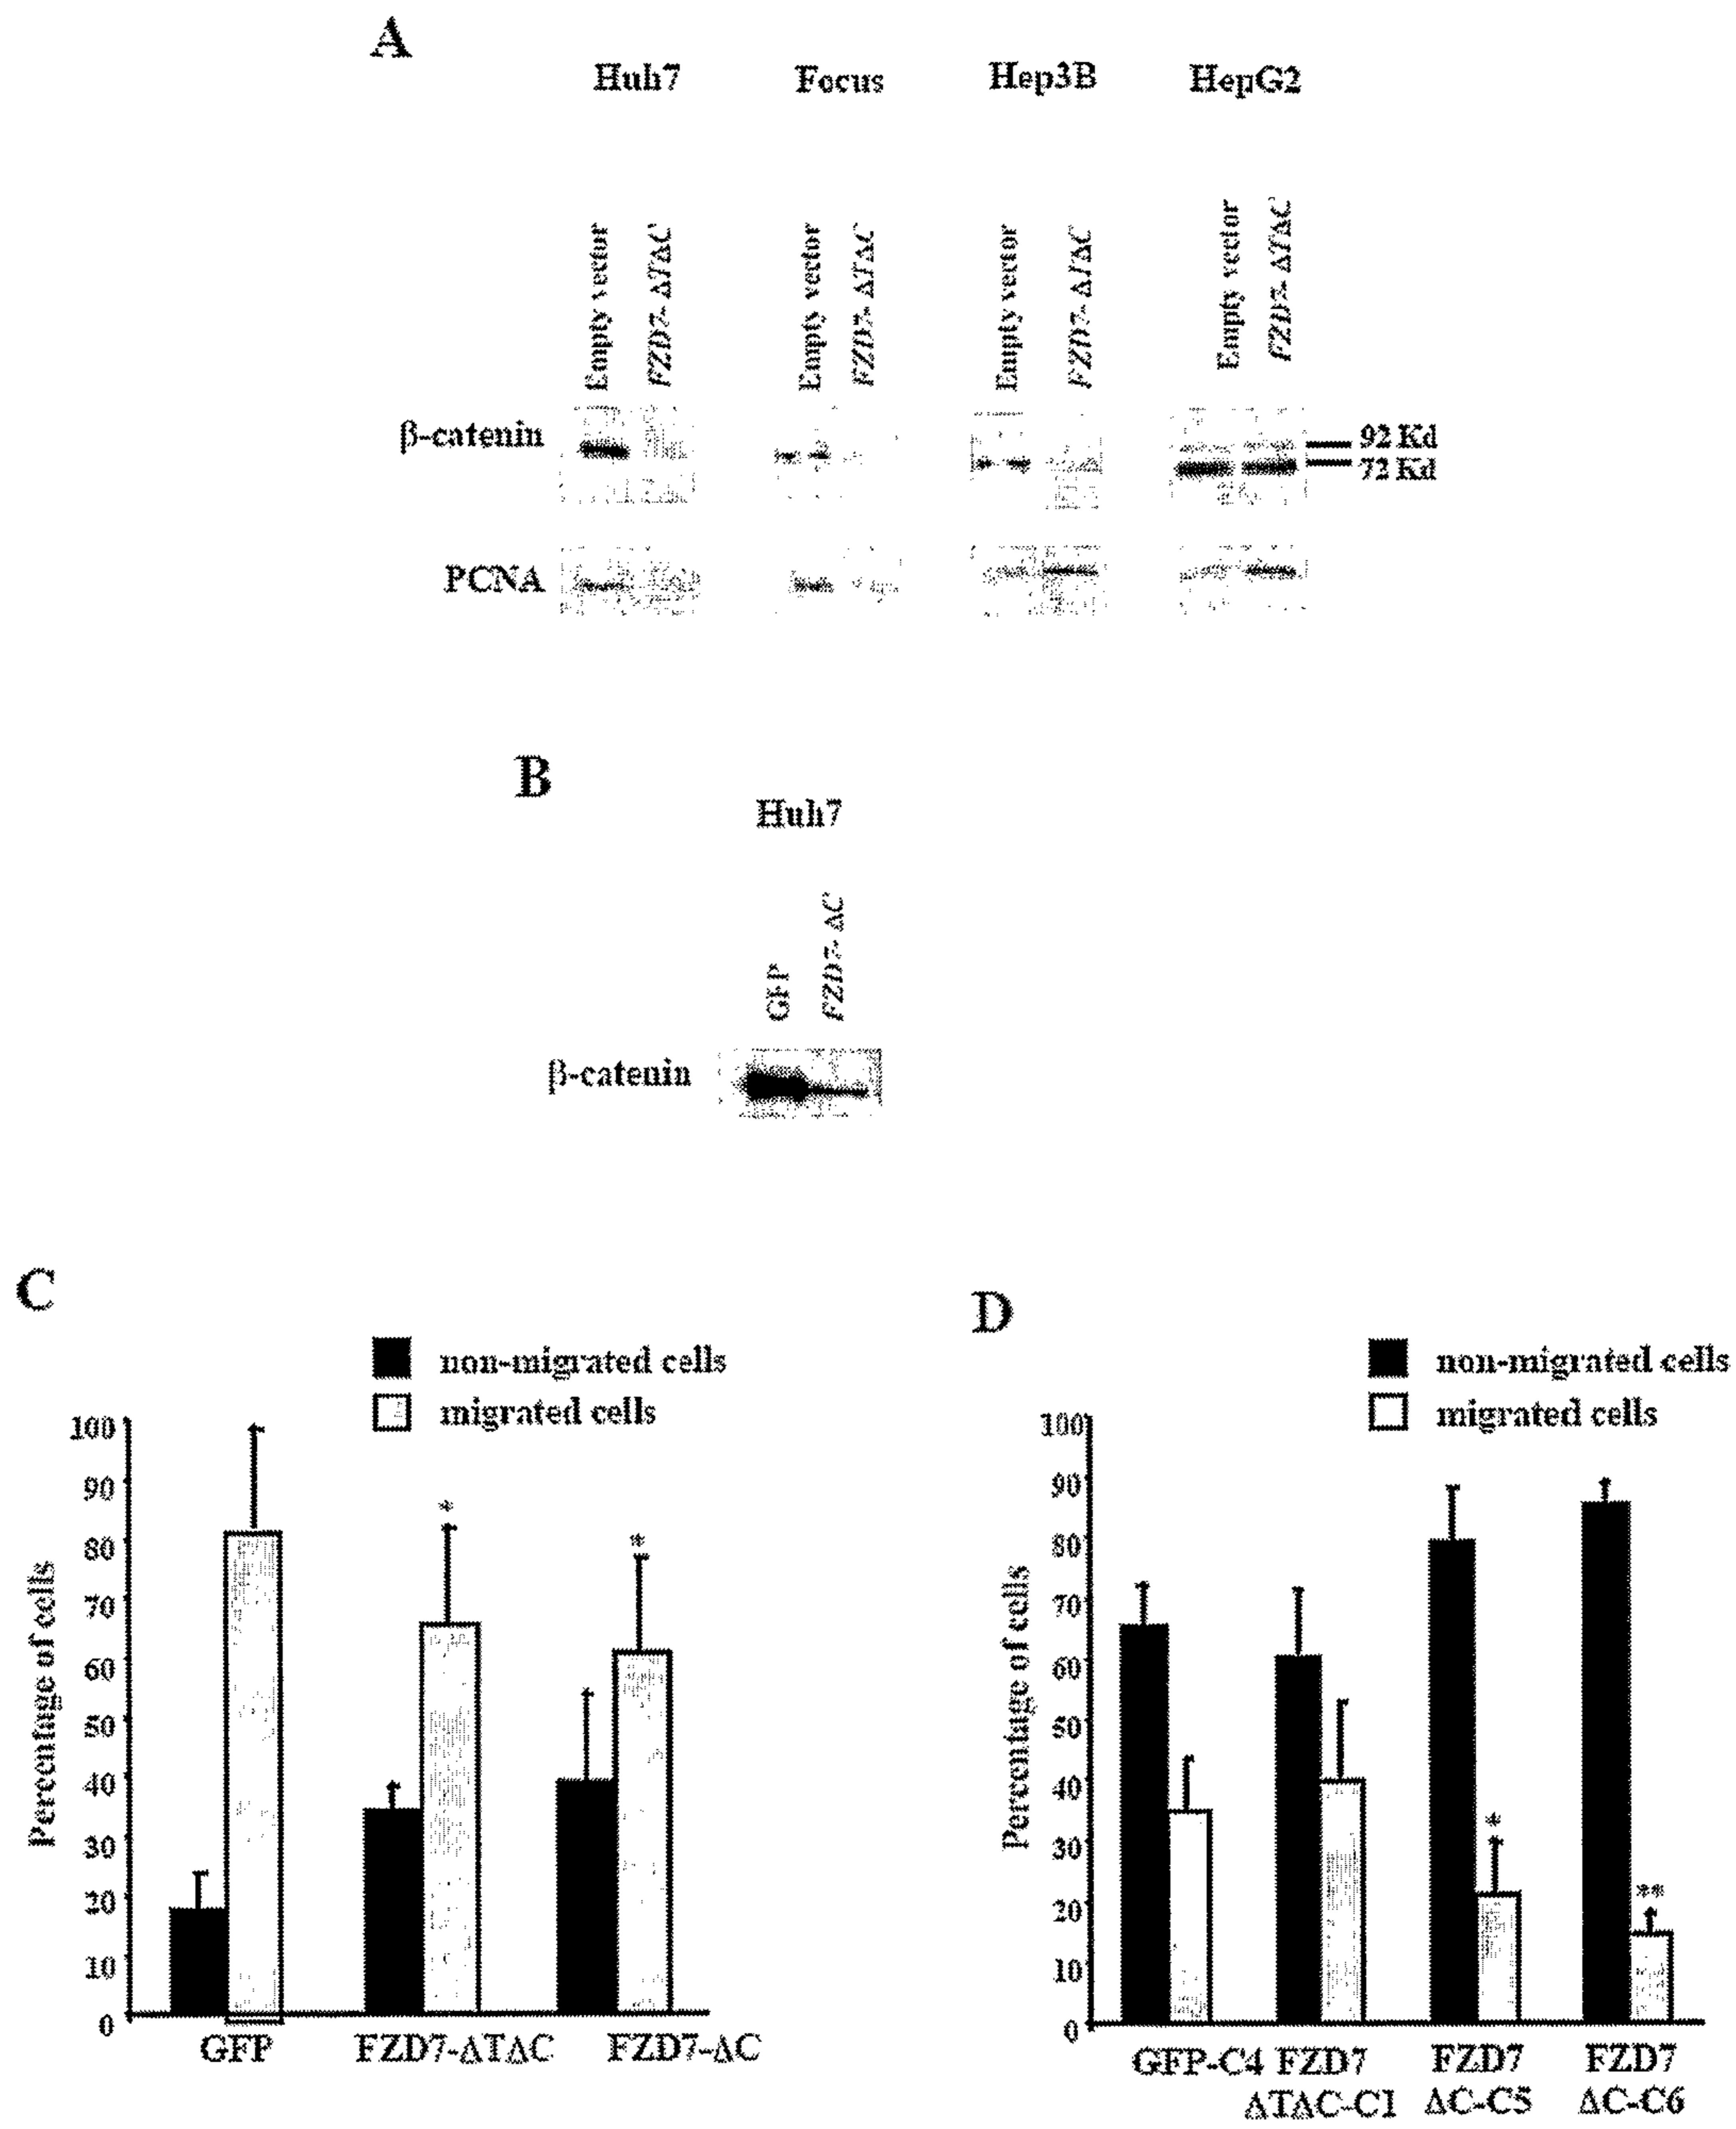 A
Huh7 Focus Hep3B HepG2
Empty vector FZD7- ΔTΔC Empty vector FZD7- ΔTΔC Empty vector FZD7- ΔTΔC Empty vector FZD7- ΔTΔC
β-catenin
92 Kd
72 Kd
PCNA
B
Huh7
GFP FZD7- ΔC
β-catenin
C
non-migrated cells
migrated cells
Percentage of cells
100
90
80
70
60
50
40
30
20
10
0
*
*
GFP FZD7-ΔTΔC FZD7-ΔC
D
non-migrated cells
migrated cells
Percentage of cells
100
90
80
70
60
50
40
30
20
10
0
*
**
GFP-C4 FZD7 FZD7 FZD7
ΔTΔC-C1 ΔC-C5 ΔC-C6